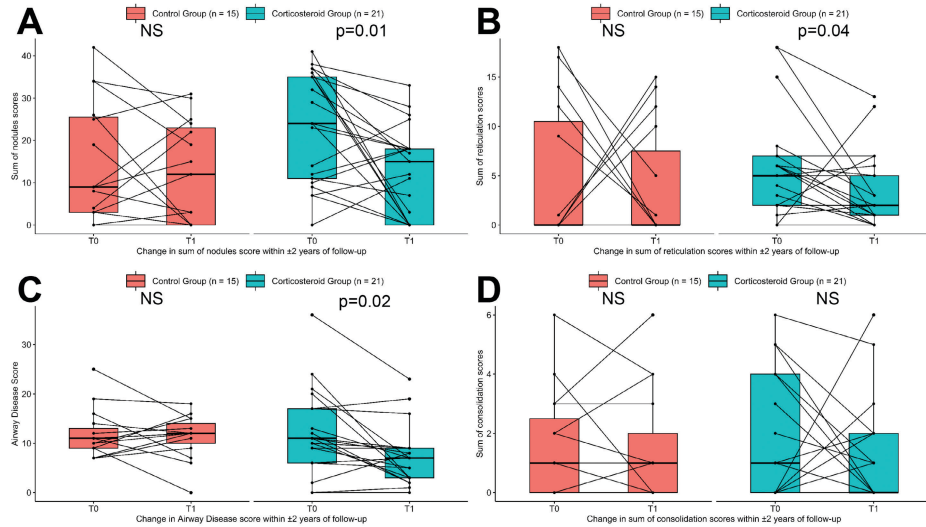 A
Control Group (n = 15) Corticosteroid Group (n = 21)
NS p=0.01
Sum of nodules scores
40
30
20
10
0
T0 T1 T0 T1
Change in sum of nodules score within ±2 years of follow-up
B
Control Group (n = 15) Corticosteroid Group (n = 21)
NS p=0.04
Sum of reticulation scores
15
10
5
0
T0 T1 T0 T1
Change in sum of reticulation scores within ±2 years of follow-up
C
Control Group (n = 15) Corticosteroid Group (n = 21)
NS p=0.02
Airway Disease Score
30
20
10
0
T0 T1 T0 T1
Change in Airway Disease score within ±2 years of follow-up
D
Control Group (n = 15) Corticosteroid Group (n = 21)
NS NS
Sum of consolidation scores
6
4
2
0
T0 T1 T0 T1
Change in sum of consolidation scores within ±2 years of follow-up